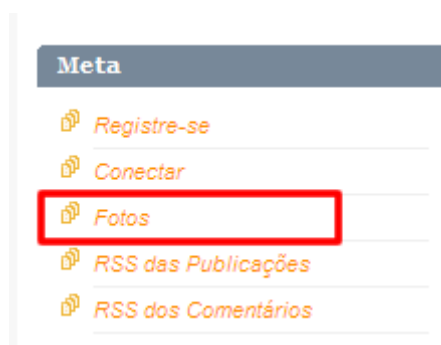 Meta
Registre-se
Conectar
Fotos
RSS das Publicações
RSS dos Comentários